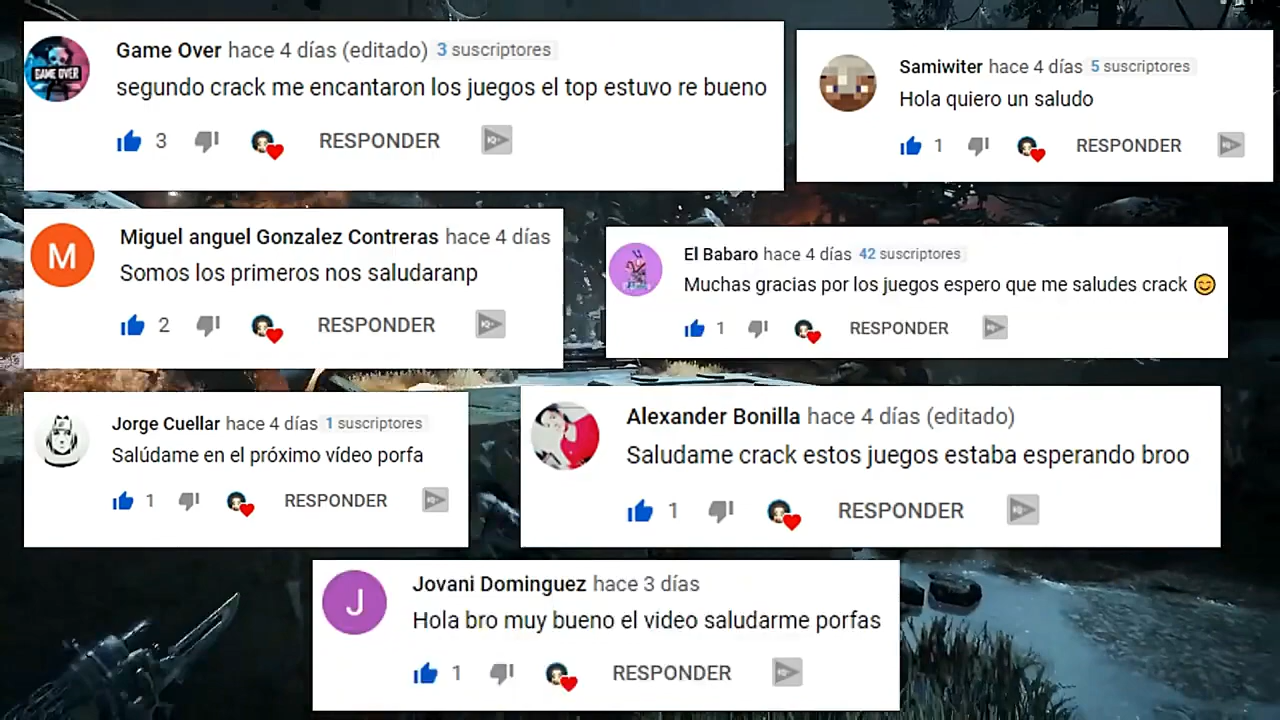 GAME OVER
Game Over hace 4 días (editado) 3 suscriptores
segundo crack me encantaron los juegos el top estuvo re bueno
3 RESPONDER
Samiwiter hace 4 días 5 suscriptores
Hola quiero un saludo
1 RESPONDER
M
Miguel anguel Gonzalez Contreras hace 4 días
Somos los primeros nos saludaranp
2 RESPONDER
El Babaro hace 4 días 42 suscriptores
Muchas gracias por los juegos espero que me saludes crack 😊
1 RESPONDER
Jorge Cuellar hace 4 días 1 suscriptores
Salúdame en el próximo vídeo porfa
1 RESPONDER
Alexander Bonilla hace 4 días (editado)
Saludame crack estos juegos estaba esperando broo
1 RESPONDER
J
Jovani Dominguez hace 3 días
Hola bro muy bueno el video saludarme porfas
1 RESPONDER